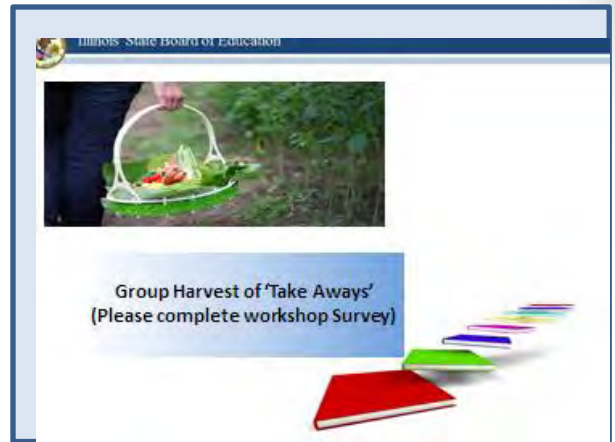 Illinois State Board of Education
Group Harvest of 'Take Aways'
(Please complete workshop Survey)